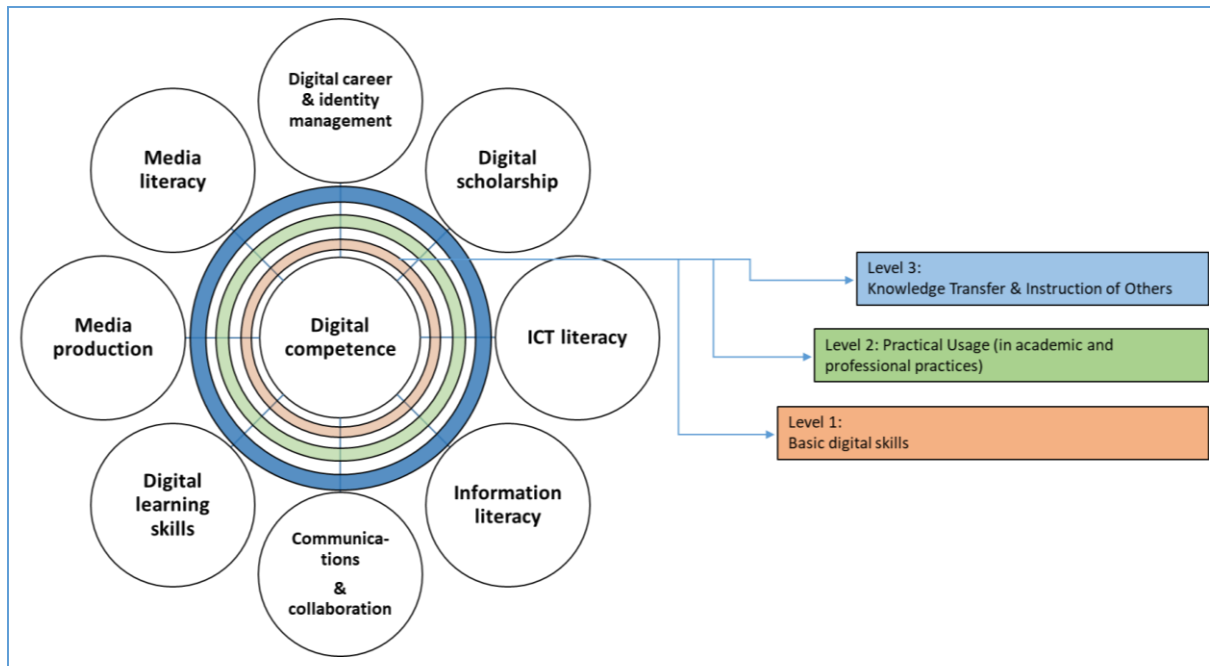 Digital career
& identity
management
Media
literacy
Digital
scholarship
Media
production
Digital
competence
ICT literacy
Digital
learning
skills
Information
literacy
Communica-
tions
&
collaboration
Level 3:
Knowledge Transfer & Instruction of Others
Level 2: Practical Usage (in academic and
professional practices)
Level 1:
Basic digital skills